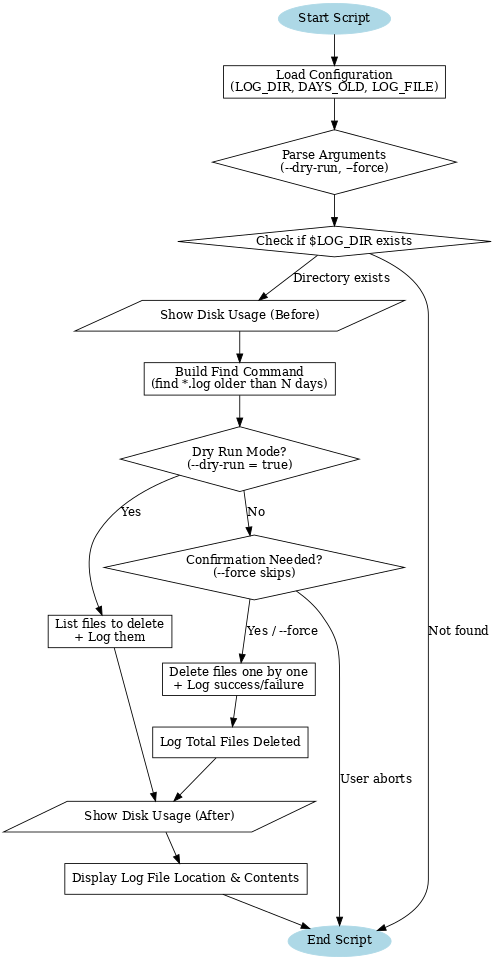 Start Script
Load Configuration
(LOG_DIR, DAYS_OLD, LOG_FILE)
Parse Arguments
(--dry-run, --force)
Check if $LOG_DIR exists
Directory exists
Show Disk Usage (Before)
Build Find Command
(find *.log older than N days)
Dry Run Mode?
(--dry-run = true)
Yes
No
Confirmation Needed?
(--force skips)
List files to delete
+ Log them
Yes / --force
Not found
Delete files one by one
+ Log success/failure
Log Total Files Deleted
User aborts
Show Disk Usage (After)
Display Log File Location & Contents
End Script